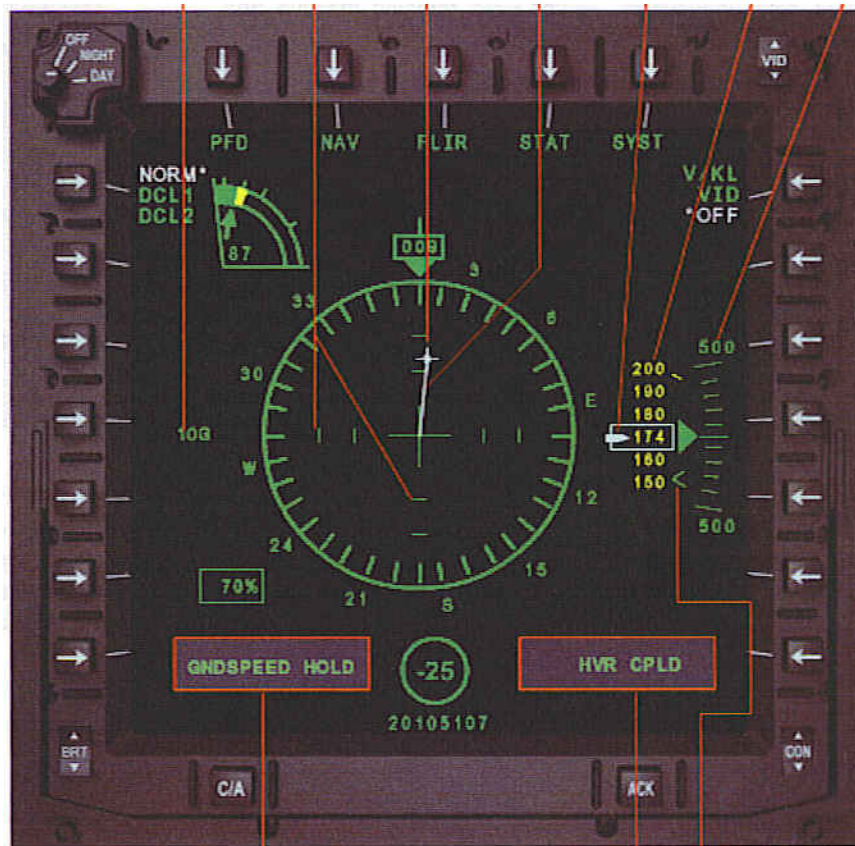 OFF
NIGHT
DAY
VID
PFD NAV FLIR STAT SYST
NORM*
DCL1
DCL2
V/KL
VID
*OFF
87
009
3
6
E
12
15
S
21
24
W
30
33
10G
500
200
190
180
174
160
150
500
70%
GNDSPEED HOLD
-25
HVR CPLD
20105107
BRT
CON
C/A
ACK